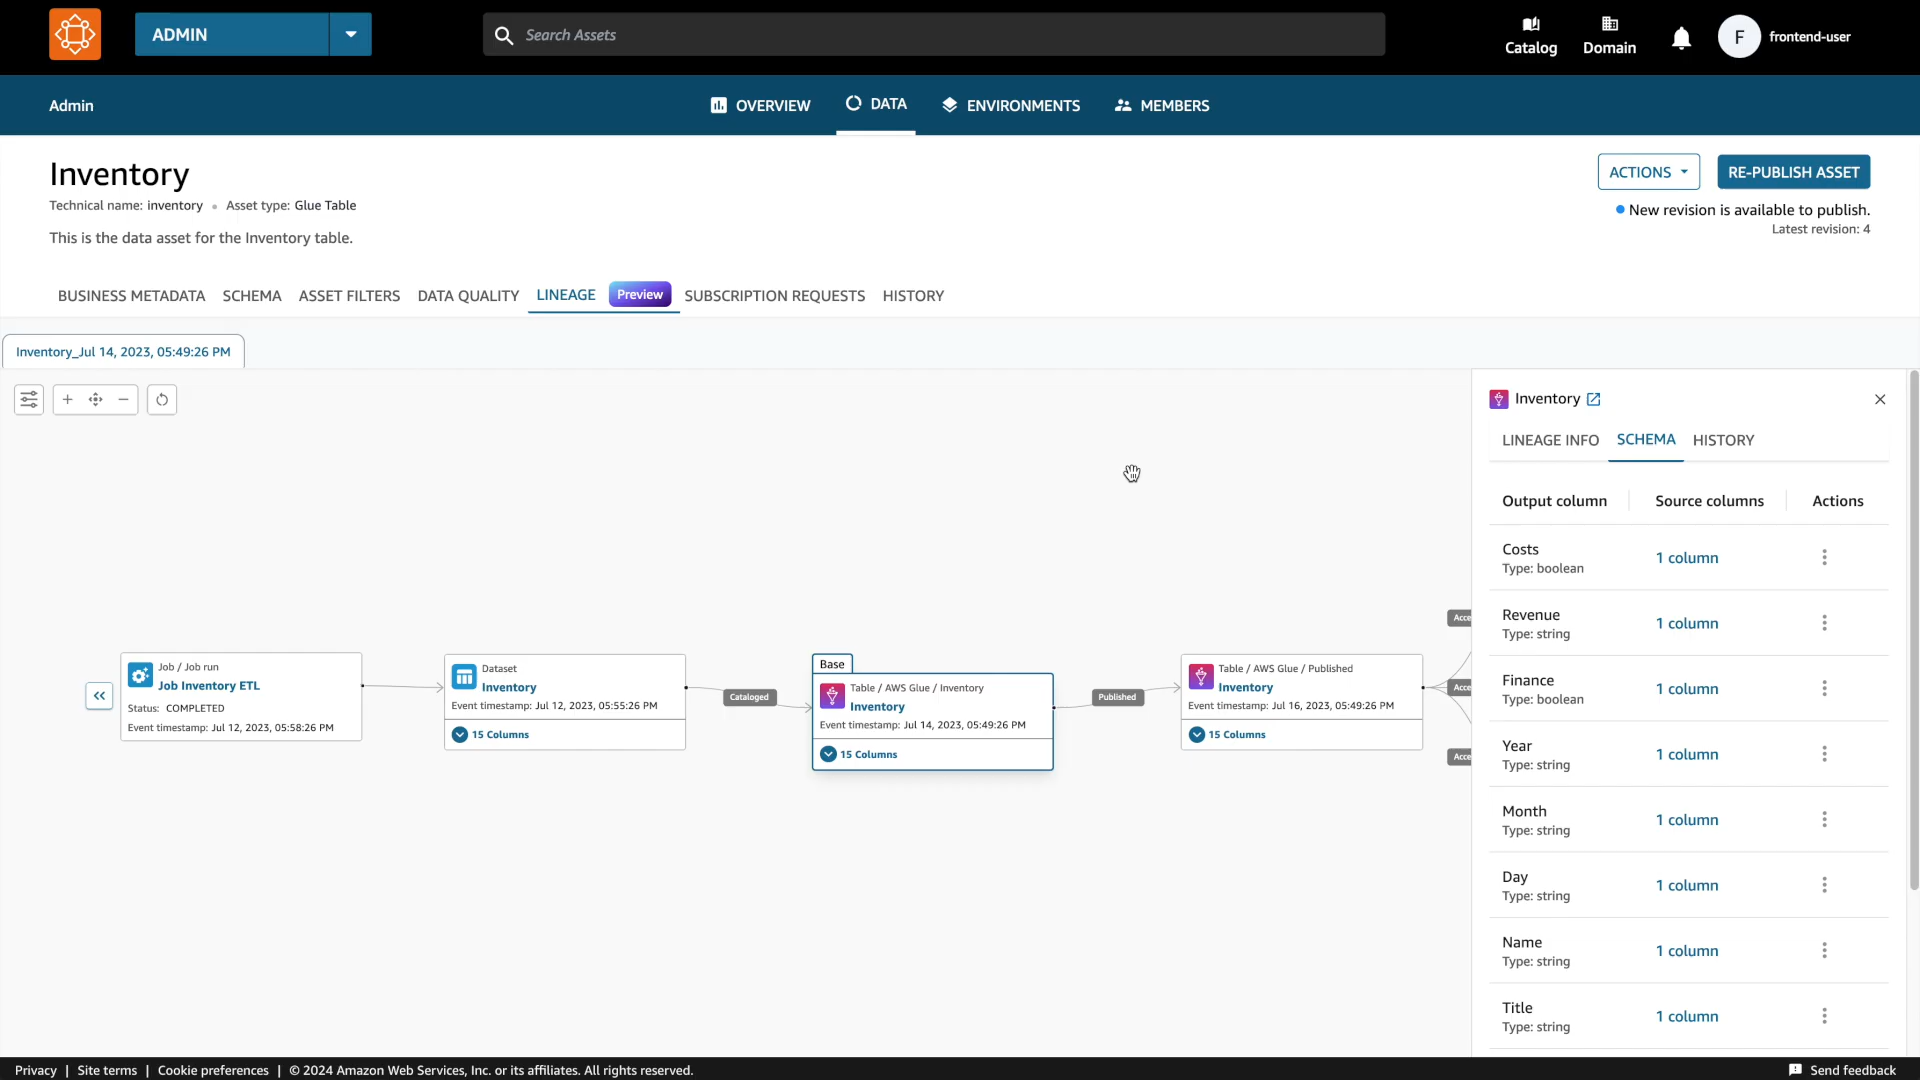 ADMIN
Search Assets
Catalog
Domain
F
frontend-user
Admin
OVERVIEW
DATA
ENVIRONMENTS
MEMBERS
Inventory
ACTIONS
RE-PUBLISH ASSET
Technical name: inventory
Asset type: Glue Table
New revision is available to publish.
Latest revision: 4
This is the data asset for the Inventory table.
BUSINESS METADATA
SCHEMA
ASSET FILTERS
DATA QUALITY
LINEAGE
Preview
SUBSCRIPTION REQUESTS
HISTORY
Inventory_Jul 14, 2023, 05:49:26 PM
Job / Job run
Job Inventory ETL
Status: COMPLETED
Event timestamp: Jul 12, 2023, 05:58:26 PM
Dataset
Inventory
Event timestamp: Jul 12, 2023, 05:55:26 PM
15 Columns
Cataloged
Base
Table / AWS Glue / Inventory
Inventory
Event timestamp: Jul 14, 2023, 05:49:26 PM
15 Columns
Published
Table / AWS Glue / Published
Inventory
Event timestamp: Jul 16, 2023, 05:49:26 PM
15 Columns
Acce
Acce
Acce
Inventory
LINEAGE INFO
SCHEMA
HISTORY
Output column
Source columns
Actions
Costs
Type: boolean
1 column
Revenue
Type: string
1 column
Finance
Type: boolean
1 column
Year
Type: string
1 column
Month
Type: string
1 column
Day
Type: string
1 column
Name
Type: string
1 column
Title
Type: string
1 column
Privacy | Site terms | Cookie preferences | © 2024 Amazon Web Services, Inc. or its affiliates. All rights reserved.
Send feedback